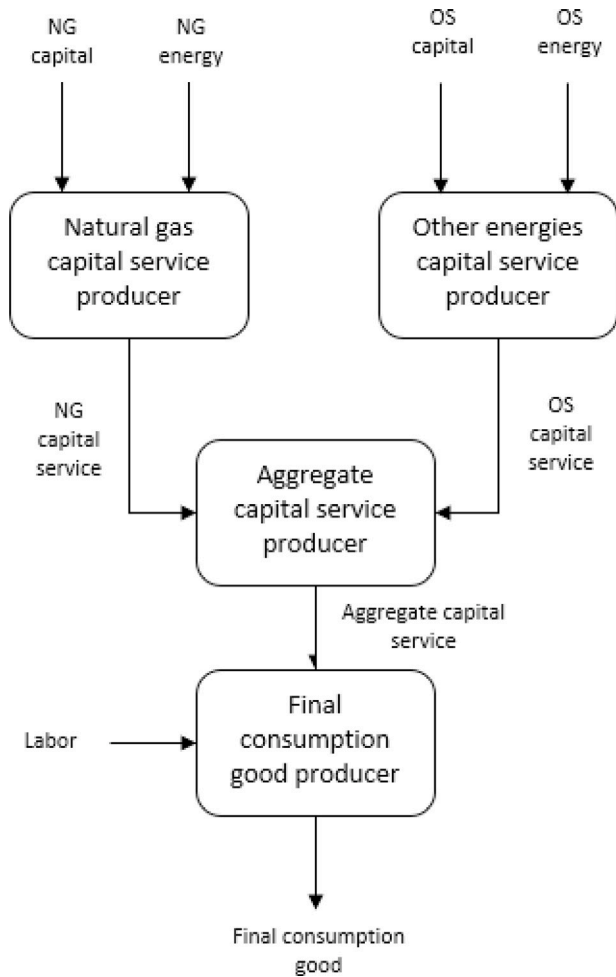 NG
capital
NG
energy
OS
capital
OS
energy
Natural gas
capital service
producer
Other energies
capital service
producer
NG
capital
service
OS
capital
service
Aggregate
capital service
producer
Aggregate capital
service
Labor
Final
consumption
good producer
Final consumption
good